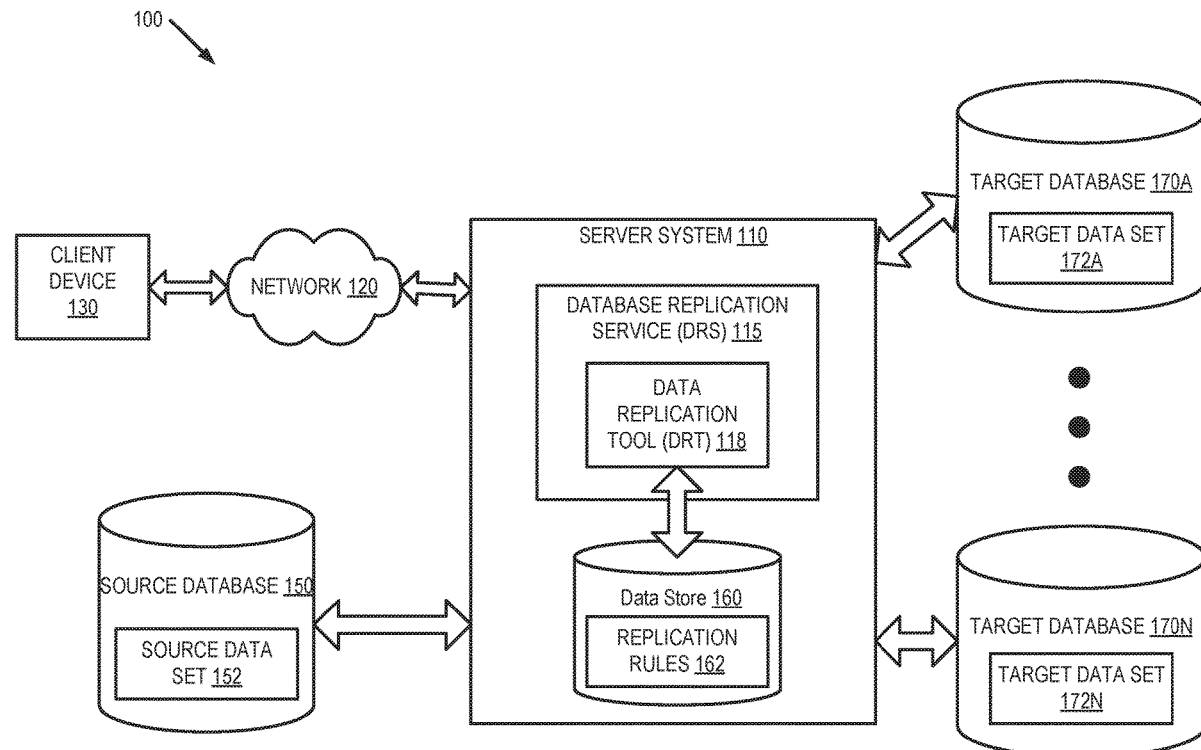 100
CLIENT
DEVICE
130
NETWORK 120
SERVER SYSTEM 110
DATABASE REPLICATION
SERVICE (DRS) 115
DATA
REPLICATION
TOOL (DRT) 118
Data Store 160
REPLICATION
RULES 162
SOURCE DATABASE 150
SOURCE DATA
SET 152
TARGET DATABASE 170A
TARGET DATA SET
172A
TARGET DATABASE 170N
TARGET DATA SET
172N